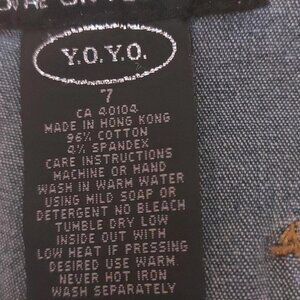 Y.O.Y.O.
7
CA 40104
MADE IN HONG KONG
96% COTTON
4% SPANDEX
CARE INSTRUCTIONS
MACHINE OR HAND
WASH IN WARM WATER
USING MILD SOAP OR
DETERGENT NO BLEACH
TUMBLE DRY LOW
INSIDE OUT WITH
LOW HEAT IF PRESSING
DESIRED USE WARM.
NEVER HOT IRON
WASH SEPARATELY